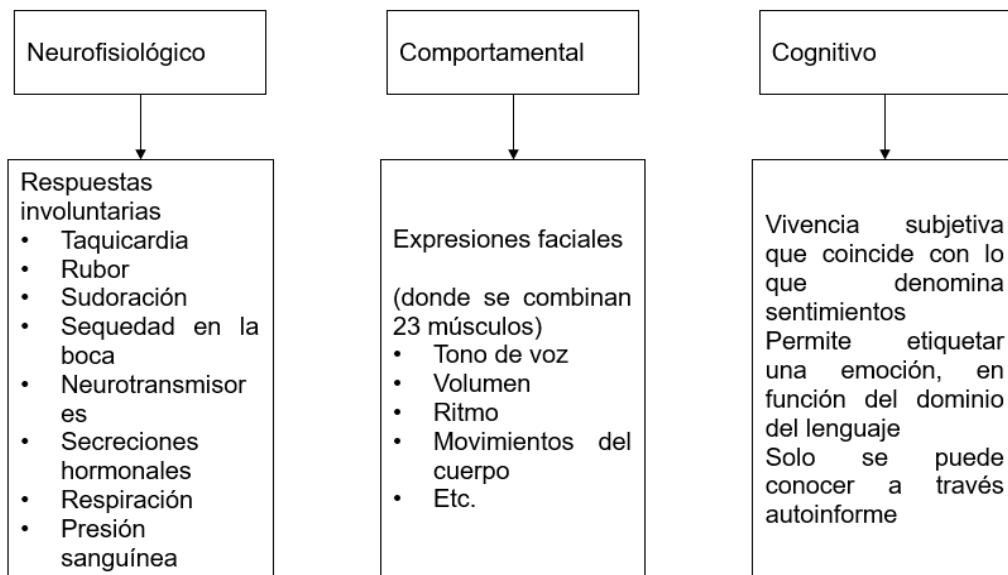 Neurofisiológico
Respuestas
involuntarias
• Taquicardia
• Rubor
• Sudoración
• Sequedad en la
boca
• Neurotransmisor
es
• Secreciones
hormonales
• Respiración
• Presión
sanguínea
Comportamental
Expresiones faciales
(donde se combinan
23 músculos)
• Tono de voz
• Volumen
• Ritmo
• Movimientos del
cuerpo
• Etc.
Cognitivo
Vivencia subjetiva
que coincide con lo
que denomina
sentimientos
Permite etiquetar
una emoción, en
función del dominio
del lenguaje
Solo se puede
conocer a través
autoinforme